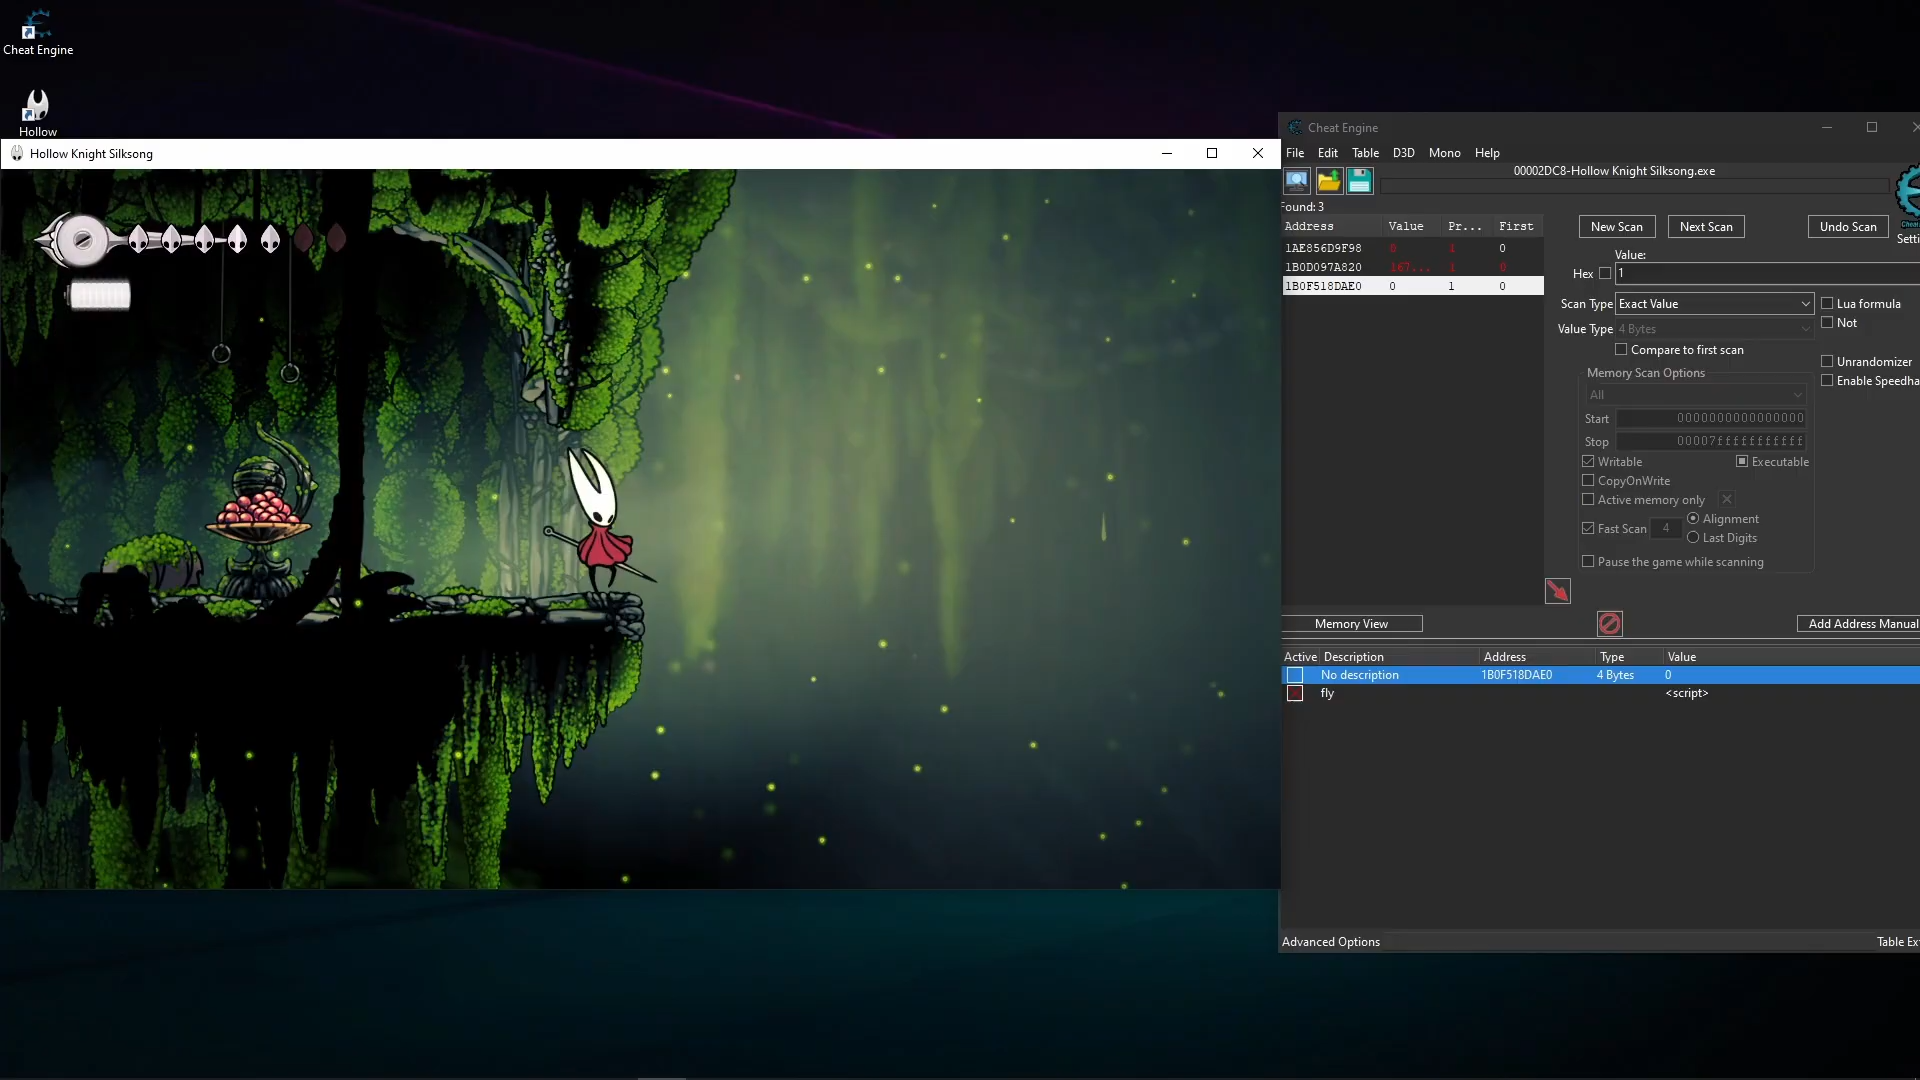 Cheat Engine
Hollow
Hollow Knight Silksong
Cheat Engine
File Edit Table D3D Mono Help
00002DC8-Hollow Knight Silksong.exe
Found: 3
Address Value Pr... First
1AE856D9F98 0 1 0
1B0D097A820 167... 1 0
1B0F518DAE0 0 1 0
New Scan Next Scan Undo Scan
Setti
Value:
Hex 1
Scan Type Exact Value Lua formula
Not
Value Type 4 Bytes
Compare to first scan
Unrandomizer
Enable Speedha
Memory Scan Options
All
Start 0000000000000000
Stop 00007fffffffffff
Writable Executable
CopyOnWrite
Active memory only
Fast Scan 4 Alignment
Last Digits
Pause the game while scanning
Memory View Add Address Manual
Active Description Address Type Value
No description 1B0F518DAE0 4 Bytes 0
fly <script>
Advanced Options Table Ex